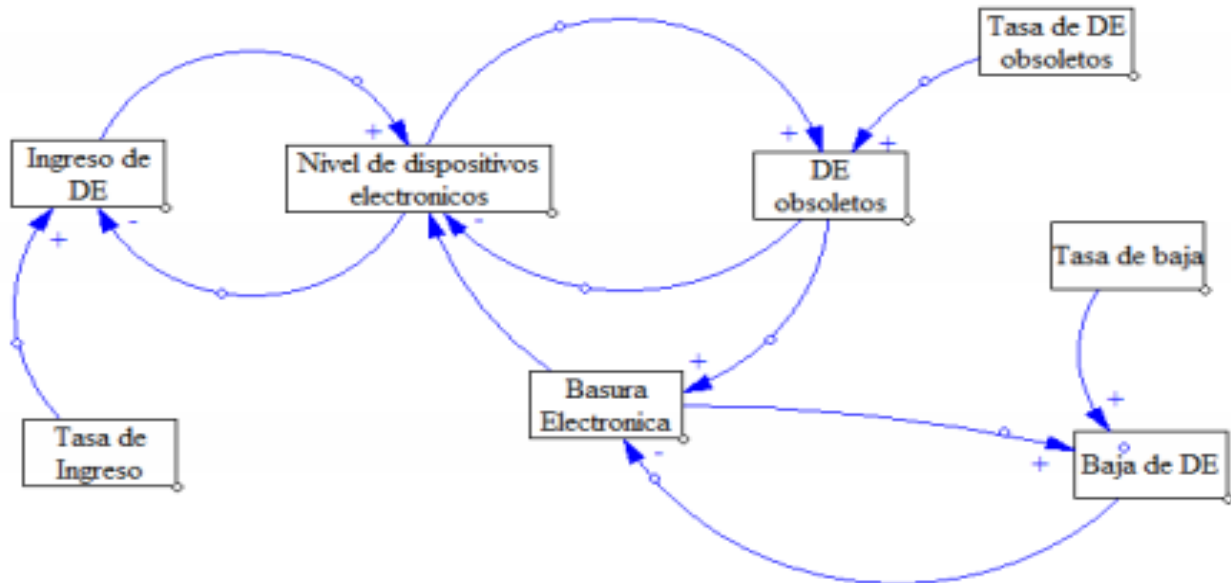 Tasa de DE
obsoletos
+
+
+
Ingreso de
DE
Nivel de dispositivos
electronicos
DE
obsoletos
-
-
+
Tasa de baja
+
Basura
Electronica
+
Tasa de
Ingreso
-
+
Baja de DE